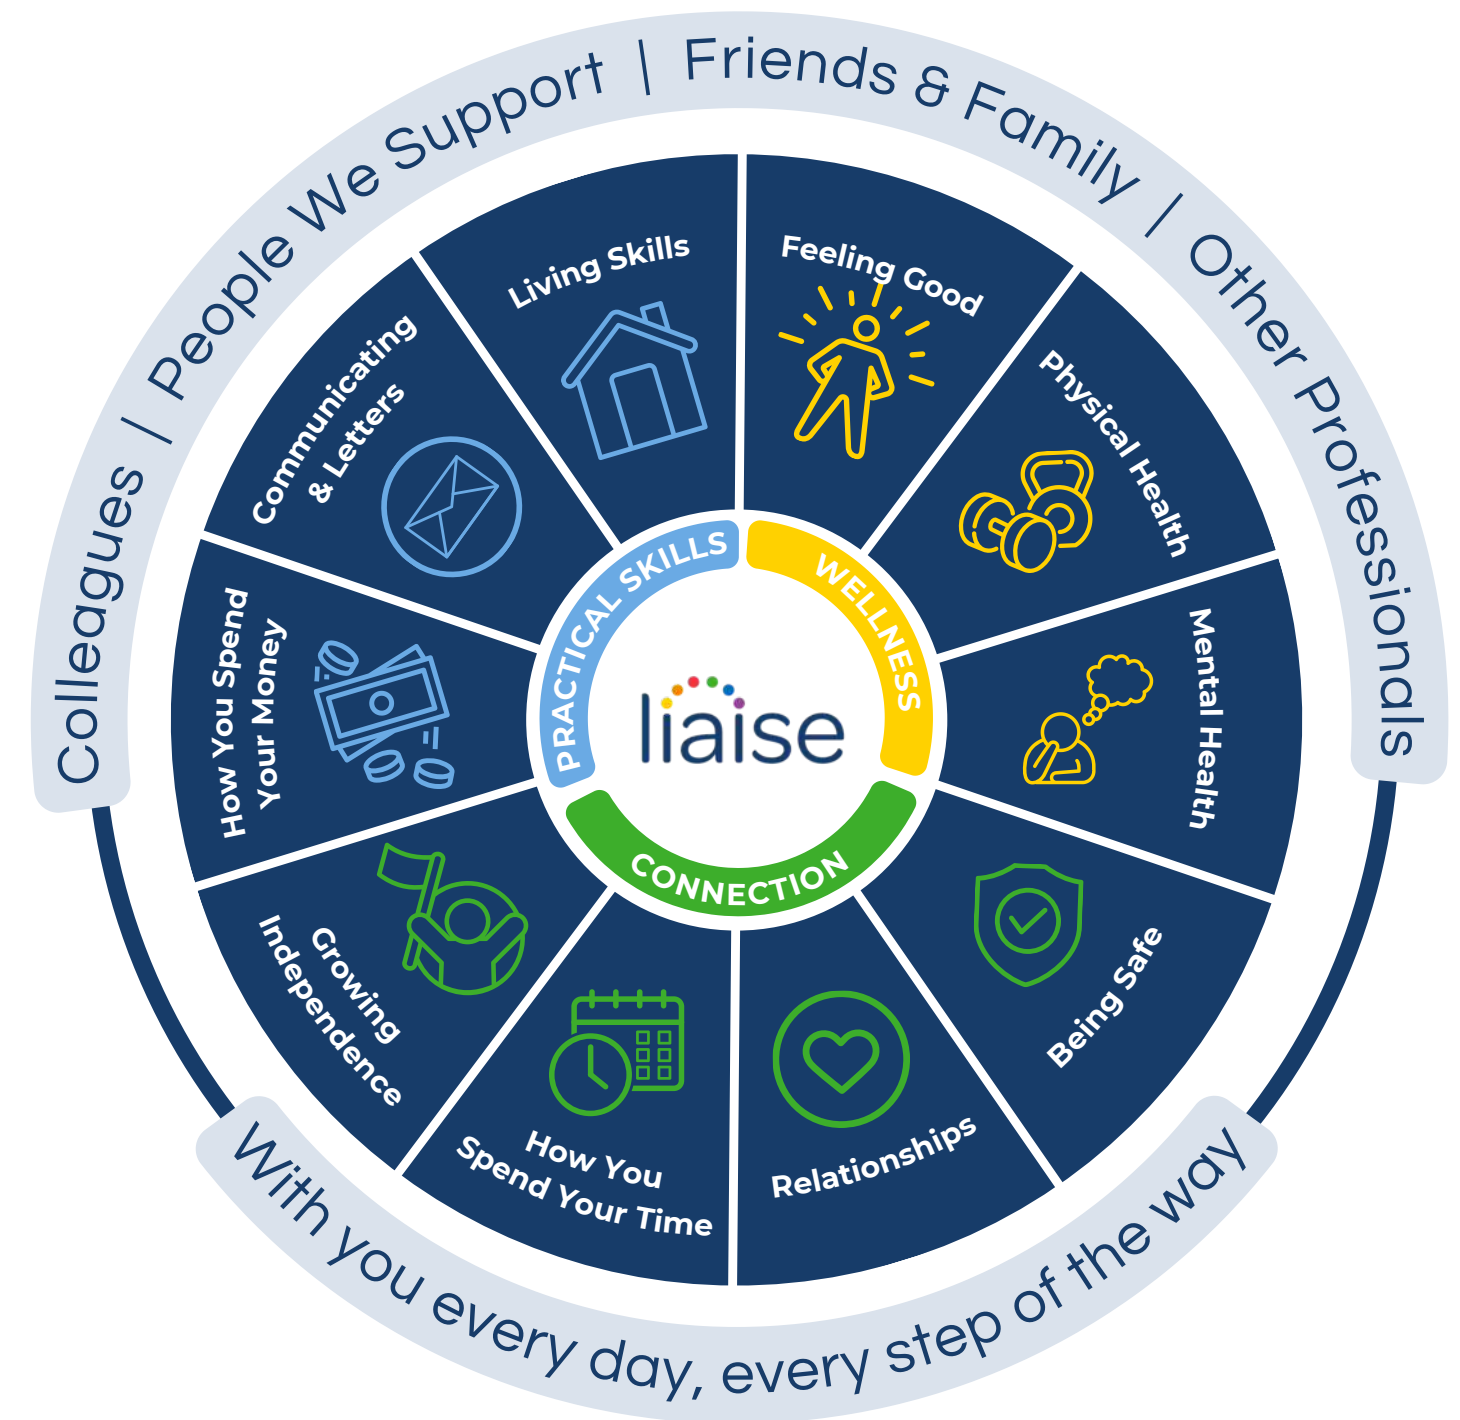 Colleagues | People We Support | Friends & Family | Other Professionals
Living Skills
Feeling Good
Physical Health
Mental Health
Being Safe
Relationships
How You
Spend Your Time
Growing
Independence
How You Spend
Your Money
Communicating
& Letters
PRACTICAL SKILLS
WELLNESS
CONNECTION
liaise
With you every day, every step of the way